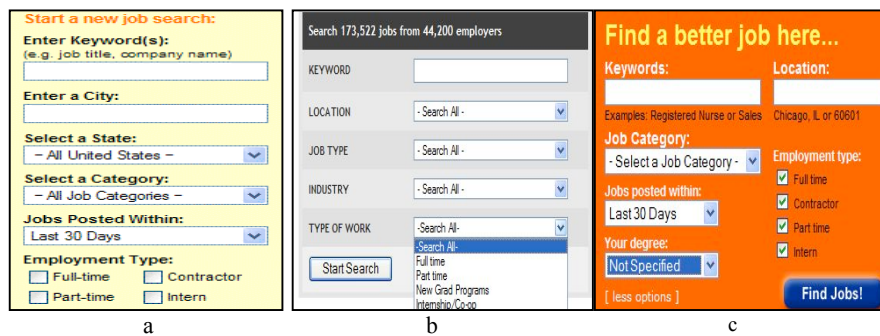 Start a new job search:
Enter Keyword(s):
(e.g. job title, company name)
Enter a City:
Select a State:
- All United States -
Select a Category:
- All Job Categories -
Jobs Posted Within:
Last 30 Days
Employment Type:
Full-time Contractor
Part-time Intern
a
Search 173,522 jobs from 44,200 employers
KEYWORD
LOCATION - Search All -
JOB TYPE - Search All -
INDUSTRY - Search All -
TYPE OF WORK -Search All-
-Search All-
Full time
Part time
New Grad Programs
Internship/Co-op
Start Search
b
Find a better job here...
Keywords: Location:
Examples: Registered Nurse or Sales Chicago, IL or 60601
Job Category:
- Select a Job Category -
Jobs posted within:
Last 30 Days
Your degree:
Not Specified
[ less options ]
Employment type:
Full time
Contractor
Part time
Intern
Find Jobs!
c